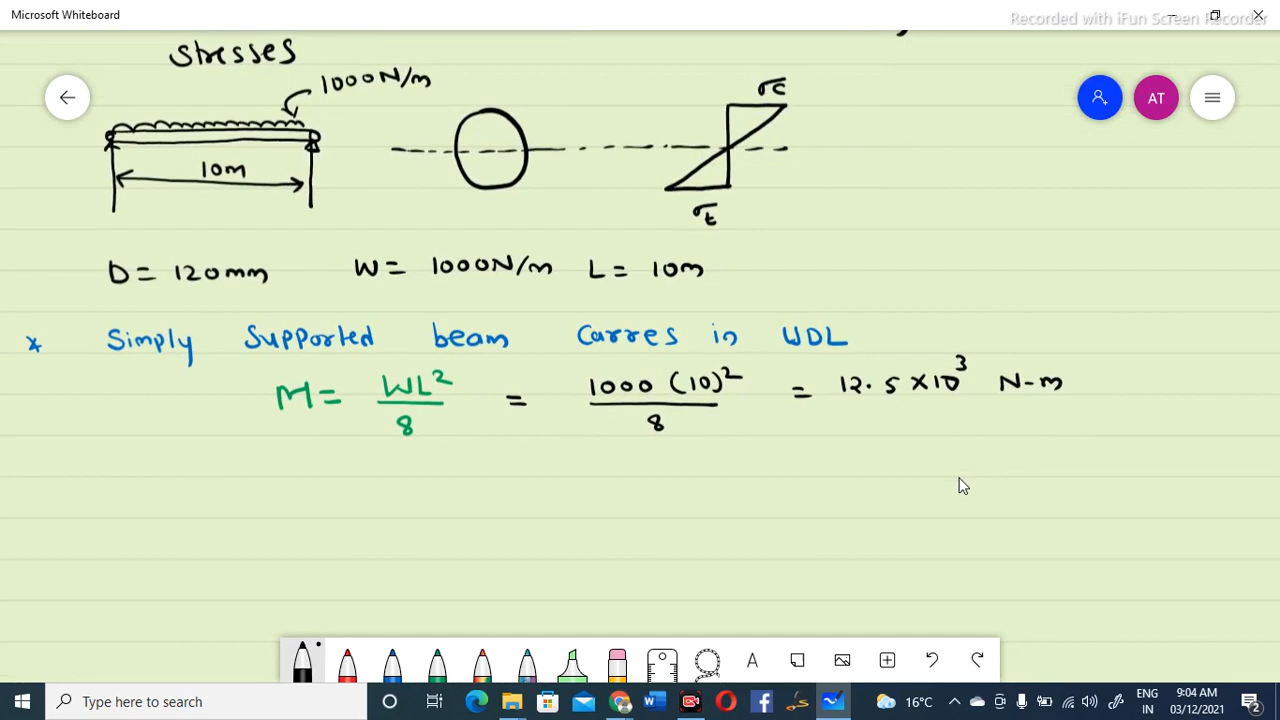 Microsoft Whiteboard
Recorded with iFun Screen Recorder
stresses
1000N/m
σc
AT
10m
σt
D = 120mm W = 1000N/m L = 10m
* Simply Supported beam Carres in UDL
M = WL²/8 = 1000 (10)²/8 = 12.5 × 10³ N-m
Type here to search
16°C
ENG
IN
9:04 AM
03/12/2021
2